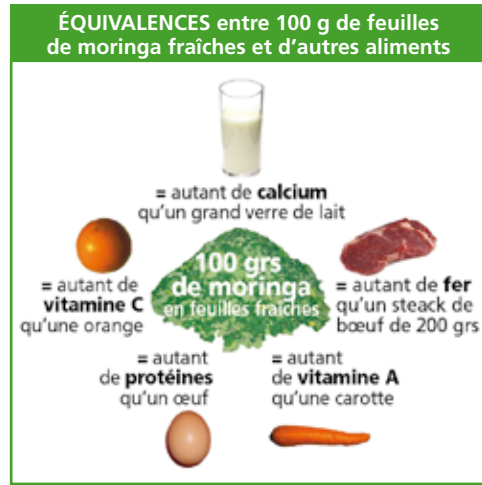 ÉQUIVALENCES entre 100 g de feuilles
de moringa fraîches et d'autres aliments
= autant de calcium
qu'un grand verre de lait
= autant de
vitamine C
qu'une orange
100 grs
de moringa
en feuilles fraîches
= autant de fer
qu'un steack de
bœuf de 200 grs
= autant
de protéines
qu'un œuf
= autant
de vitamine A
qu'une carotte